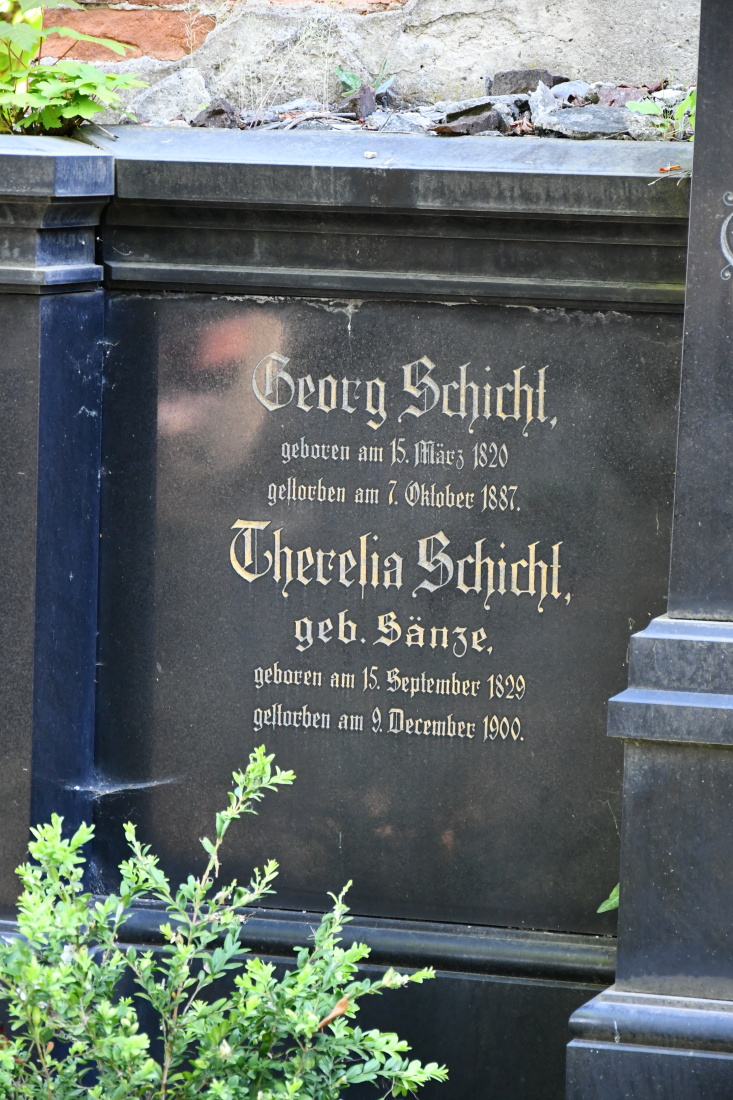 Georg Schicht,
geboren am 15. März 1820
geſtorben am 7. Oktober 1887.
Thereſia Schicht,
geb. Sänze.
geboren am 15. September 1829
geſtorben am 9. December 1900.